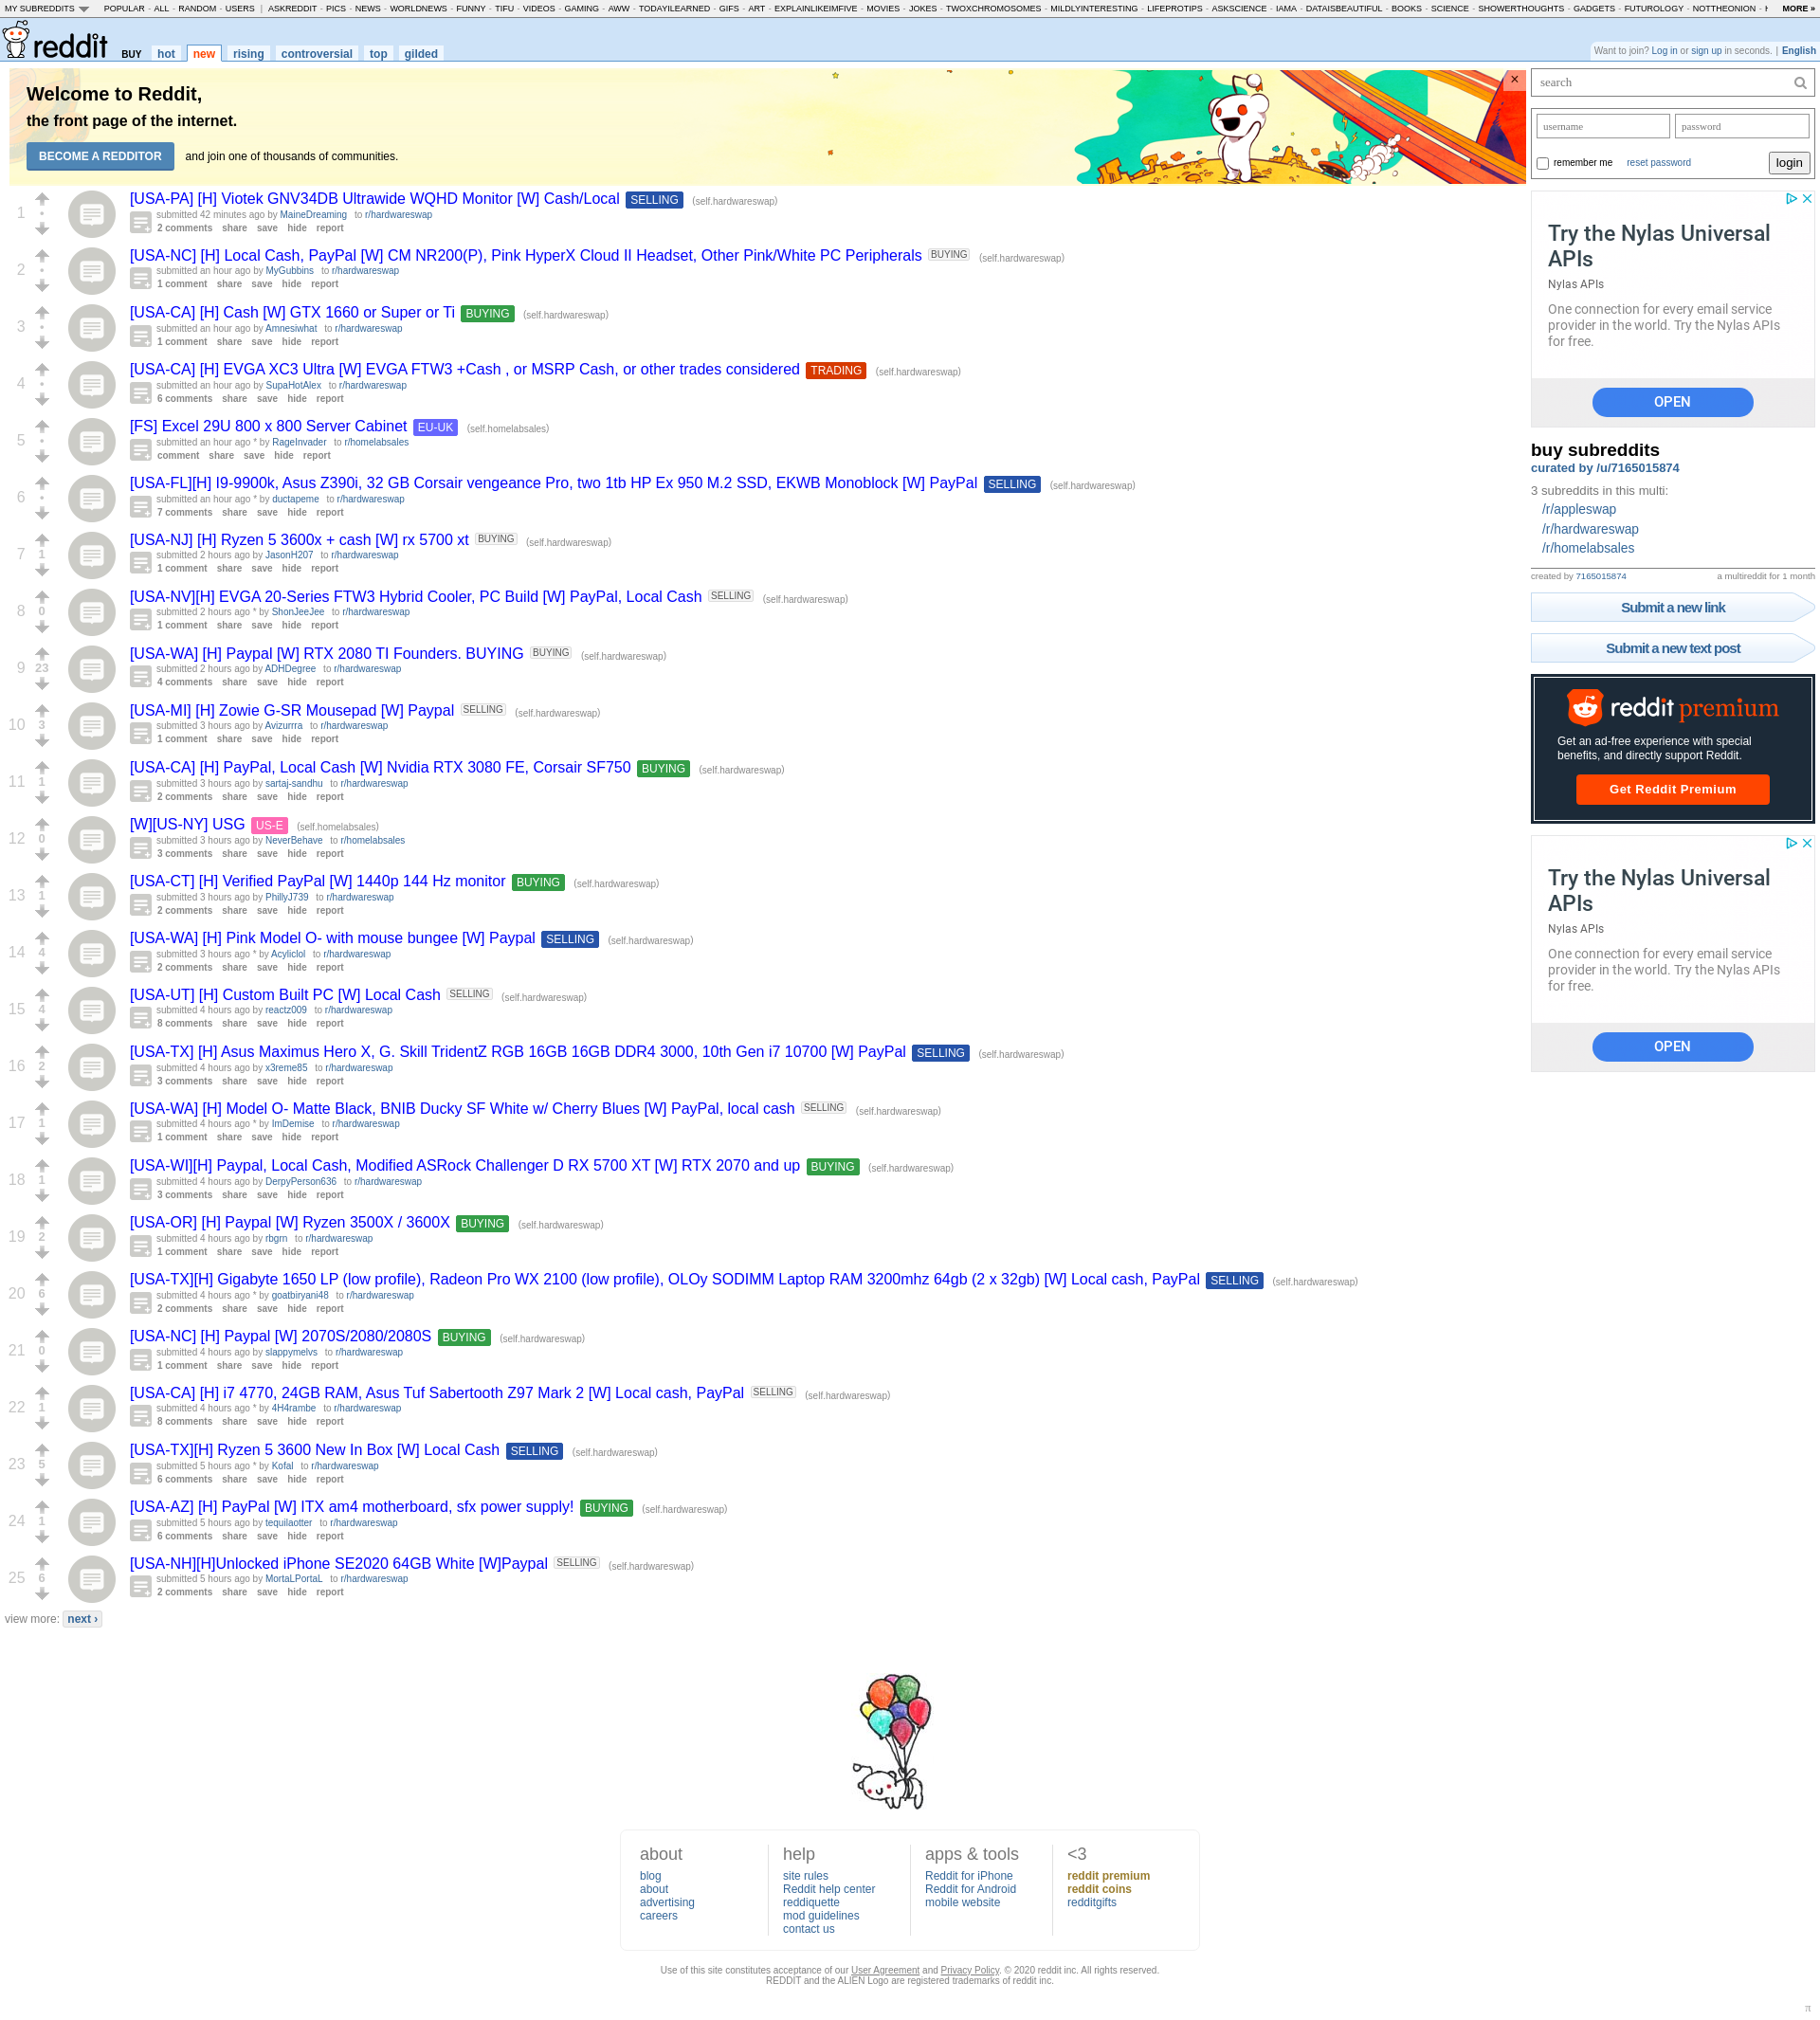 MY SUBREDDITS POPULAR - ALL - RANDOM - USERS | ASKREDDIT - PICS - NEWS - WORLDNEWS - FUNNY - TIFU - VIDEOS - GAMING - AWW - TODAYILEARNED - GIFS - ART - EXPLAINLIKEIMFIVE - MOVIES - JOKES - TWOXCHROMOSOMES - MILDLYINTERESTING - LIFEPROTIPS - ASKSCIENCE - IAMA - DATAISBEAUTIFUL - BOOKS - SCIENCE - SHOWERTHOUGHTS - GADGETS - FUTUROLOGY - NOTTHEONION - MORE »
reddit BUY hot new rising controversial top gilded
Want to join? Log in or sign up in seconds. | English
Welcome to Reddit,
the front page of the internet.
BECOME A REDDITOR and join one of thousands of communities.
×
1
[USA-PA] [H] Viotek GNV34DB Ultrawide WQHD Monitor [W] Cash/Local SELLING (self.hardwareswap)
submitted 42 minutes ago by MaineDreaming to r/hardwareswap
2 comments share save hide report
2
[USA-NC] [H] Local Cash, PayPal [W] CM NR200(P), Pink HyperX Cloud II Headset, Other Pink/White PC Peripherals BUYING (self.hardwareswap)
submitted an hour ago by MyGubbins to r/hardwareswap
1 comment share save hide report
3
[USA-CA] [H] Cash [W] GTX 1660 or Super or Ti BUYING (self.hardwareswap)
submitted an hour ago by Amnesiwhat to r/hardwareswap
1 comment share save hide report
4
[USA-CA] [H] EVGA XC3 Ultra [W] EVGA FTW3 +Cash , or MSRP Cash, or other trades considered TRADING (self.hardwareswap)
submitted an hour ago by SupaHotAlex to r/hardwareswap
6 comments share save hide report
5
[FS] Excel 29U 800 x 800 Server Cabinet EU-UK (self.homelabsales)
submitted an hour ago * by RageInvader to r/homelabsales
comment share save hide report
6
[USA-FL][H] I9-9900k, Asus Z390i, 32 GB Corsair vengeance Pro, two 1tb HP Ex 950 M.2 SSD, EKWB Monoblock [W] PayPal SELLING (self.hardwareswap)
submitted an hour ago * by ductapeme to r/hardwareswap
7 comments share save hide report
7 1
[USA-NJ] [H] Ryzen 5 3600x + cash [W] rx 5700 xt BUYING (self.hardwareswap)
submitted 2 hours ago by JasonH207 to r/hardwareswap
1 comment share save hide report
8 0
[USA-NV][H] EVGA 20-Series FTW3 Hybrid Cooler, PC Build [W] PayPal, Local Cash SELLING (self.hardwareswap)
submitted 2 hours ago * by ShonJeeJee to r/hardwareswap
1 comment share save hide report
9 23
[USA-WA] [H] Paypal [W] RTX 2080 TI Founders. BUYING BUYING (self.hardwareswap)
submitted 2 hours ago by ADHDegree to r/hardwareswap
4 comments share save hide report
10 3
[USA-MI] [H] Zowie G-SR Mousepad [W] Paypal SELLING (self.hardwareswap)
submitted 3 hours ago by Avizurrra to r/hardwareswap
1 comment share save hide report
11 1
[USA-CA] [H] PayPal, Local Cash [W] Nvidia RTX 3080 FE, Corsair SF750 BUYING (self.hardwareswap)
submitted 3 hours ago by sartaj-sandhu to r/hardwareswap
2 comments share save hide report
12 0
[W][US-NY] USG US-E (self.homelabsales)
submitted 3 hours ago by NeverBehave to r/homelabsales
3 comments share save hide report
13 1
[USA-CT] [H] Verified PayPal [W] 1440p 144 Hz monitor BUYING (self.hardwareswap)
submitted 3 hours ago by PhillyJ739 to r/hardwareswap
2 comments share save hide report
14 4
[USA-WA] [H] Pink Model O- with mouse bungee [W] Paypal SELLING (self.hardwareswap)
submitted 3 hours ago * by Acyliclol to r/hardwareswap
2 comments share save hide report
15 4
[USA-UT] [H] Custom Built PC [W] Local Cash SELLING (self.hardwareswap)
submitted 4 hours ago by reactz009 to r/hardwareswap
8 comments share save hide report
16 2
[USA-TX] [H] Asus Maximus Hero X, G. Skill TridentZ RGB 16GB 16GB DDR4 3000, 10th Gen i7 10700 [W] PayPal SELLING (self.hardwareswap)
submitted 4 hours ago by x3reme85 to r/hardwareswap
3 comments share save hide report
17 1
[USA-WA] [H] Model O- Matte Black, BNIB Ducky SF White w/ Cherry Blues [W] PayPal, local cash SELLING (self.hardwareswap)
submitted 4 hours ago * by ImDemise to r/hardwareswap
1 comment share save hide report
18 1
[USA-WI][H] Paypal, Local Cash, Modified ASRock Challenger D RX 5700 XT [W] RTX 2070 and up BUYING (self.hardwareswap)
submitted 4 hours ago by DerpyPerson636 to r/hardwareswap
3 comments share save hide report
19 2
[USA-OR] [H] Paypal [W] Ryzen 3500X / 3600X BUYING (self.hardwareswap)
submitted 4 hours ago by rbgrn to r/hardwareswap
1 comment share save hide report
20 6
[USA-TX][H] Gigabyte 1650 LP (low profile), Radeon Pro WX 2100 (low profile), OLOy SODIMM Laptop RAM 3200mhz 64gb (2 x 32gb) [W] Local cash, PayPal SELLING (self.hardwareswap)
submitted 4 hours ago * by goatbiryani48 to r/hardwareswap
2 comments share save hide report
21 0
[USA-NC] [H] Paypal [W] 2070S/2080/2080S BUYING (self.hardwareswap)
submitted 4 hours ago by slappymelvs to r/hardwareswap
1 comment share save hide report
22 1
[USA-CA] [H] i7 4770, 24GB RAM, Asus Tuf Sabertooth Z97 Mark 2 [W] Local cash, PayPal SELLING (self.hardwareswap)
submitted 4 hours ago * by 4H4rambe to r/hardwareswap
8 comments share save hide report
23 5
[USA-TX][H] Ryzen 5 3600 New In Box [W] Local Cash SELLING (self.hardwareswap)
submitted 5 hours ago * by Kofal to r/hardwareswap
6 comments share save hide report
24 1
[USA-AZ] [H] PayPal [W] ITX am4 motherboard, sfx power supply! BUYING (self.hardwareswap)
submitted 5 hours ago by tequilaotter to r/hardwareswap
6 comments share save hide report
25 6
[USA-NH][H]Unlocked iPhone SE2020 64GB White [W]Paypal SELLING (self.hardwareswap)
submitted 5 hours ago by MortaLPortaL to r/hardwareswap
2 comments share save hide report
view more: next ›
search
username password
remember me reset password login
Try the Nylas Universal
APIs
Nylas APIs
One connection for every email service
provider in the world. Try the Nylas APIs
for free.
OPEN
buy subreddits
curated by /u/7165015874
3 subreddits in this multi:
/r/appleswap
/r/hardwareswap
/r/homelabsales
created by 7165015874 a multireddit for 1 month
Submit a new link
Submit a new text post
reddit premium
Get an ad-free experience with special
benefits, and directly support Reddit.
Get Reddit Premium
Try the Nylas Universal
APIs
Nylas APIs
One connection for every email service
provider in the world. Try the Nylas APIs
for free.
OPEN
about
blog
about
advertising
careers
help
site rules
Reddit help center
reddiquette
mod guidelines
contact us
apps & tools
Reddit for iPhone
Reddit for Android
mobile website
<3
reddit premium
reddit coins
redditgifts
Use of this site constitutes acceptance of our User Agreement and Privacy Policy. © 2020 reddit inc. All rights reserved.
REDDIT and the ALIEN Logo are registered trademarks of reddit inc.
π